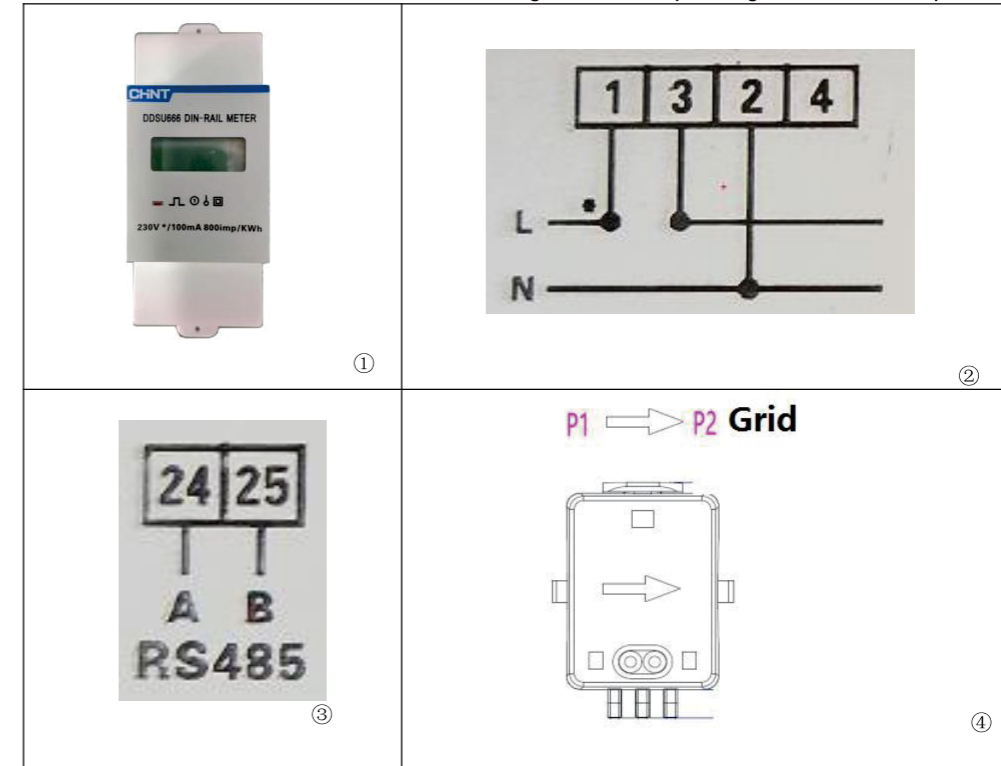 CHNT
DDSU666 DIN-RAIL METER
230V */100mA 800imp/KWh
①
1 3 2 4
L
N
②
24 25
A B
RS485
③
P1 P2 Grid
④